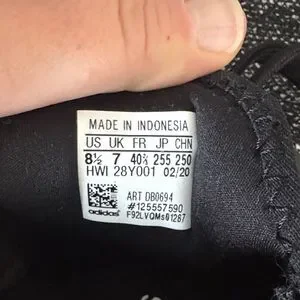 MADE IN INDONESIA
US UK FR JP CHN
8½ 7 40⅔ 255 250
HWI 28Y001 02/20
ART DB0694
#125557590
adidas F92LVQMs01287